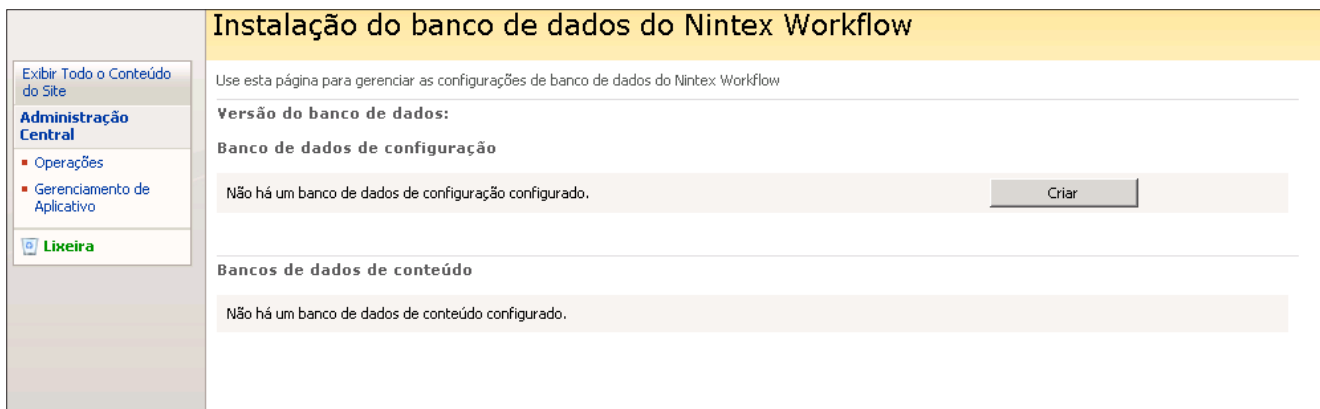 Instalação do banco de dados do Nintex Workflow
Exibir Todo o Conteúdo
do Site
Administração
Central
Operações
Gerenciamento de
Aplicativo
Lixeira
Use esta página para gerenciar as configurações de banco de dados do Nintex Workflow
Versão do banco de dados:
Banco de dados de configuração
Não há um banco de dados de configuração configurado.
Criar
Bancos de dados de conteúdo
Não há um banco de dados de conteúdo configurado.